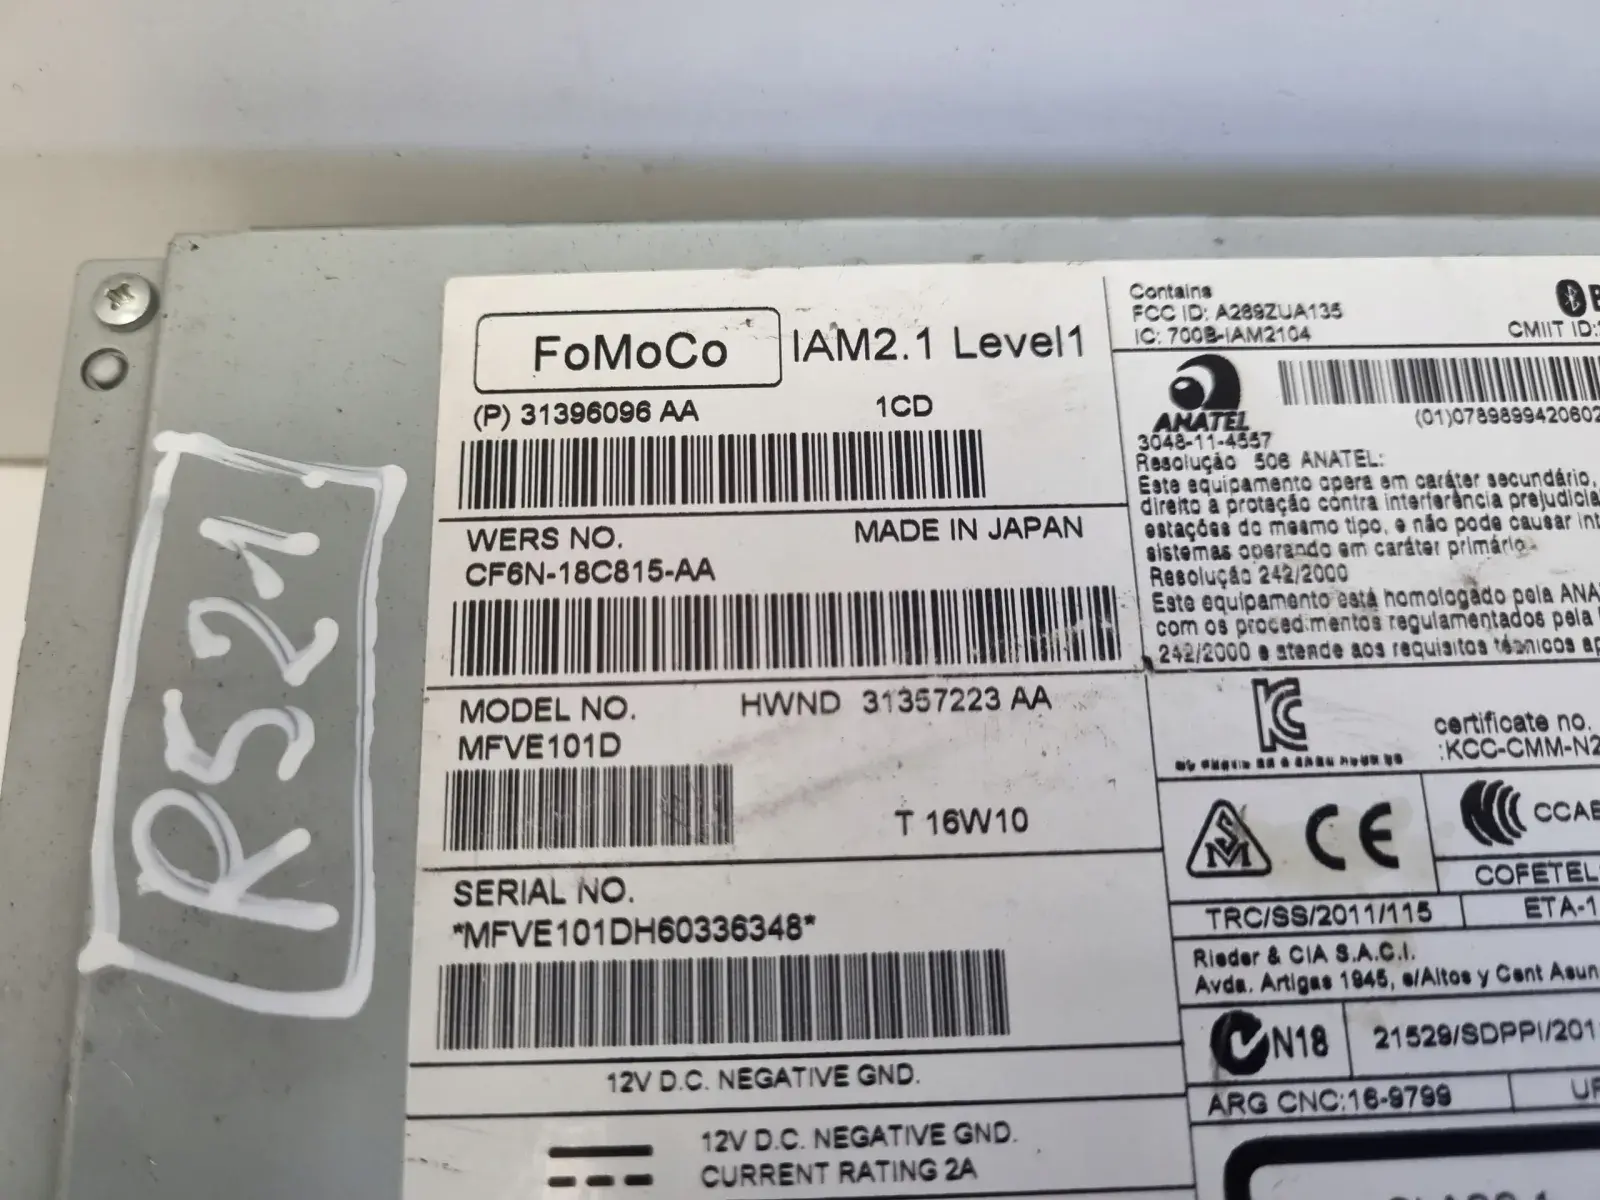 R521
FoMoCo IAM2.1 Level1
(P) 31396096 AA 1CD
WERS NO. MADE IN JAPAN
CF6N-18C815-AA
MODEL NO. HWND 31357223 AA
MFVE101D
T 16W10
SERIAL NO.
*MFVE101DH60336348*
12V D.C. NEGATIVE GND.
12V D.C. NEGATIVE GND.
CURRENT RATING 2A
Contains
FCC ID: A269ZUA135
IC: 700B-IAM2104
CMIIT ID:
ANATEL
(01)0789899420602
3048-11-4557
Resolução 506 ANATEL:
Este equipamento opera em caráter secundário,
direito a proteção contra interferência prejudicia
estações do mesmo tipo, e não pode causar int
sistemas operando em caráter primário.
Resolução 242/2000
Este equipamento está homologado pela ANA
com os procedimentos regulamentados pela
242/2000 e atende aos requisitos técnicos ap
certificate no.
:KCC-CMM-N2
SM CE CCAE
COFETEL:
TRC/SS/2011/115 ETA-1
Rieder & CIA S.A.C.I.
Avda. Artigas 1945, e/Altos y Cent Asun
N18 21529/SDPPI/201
ARG CNC:16-9799